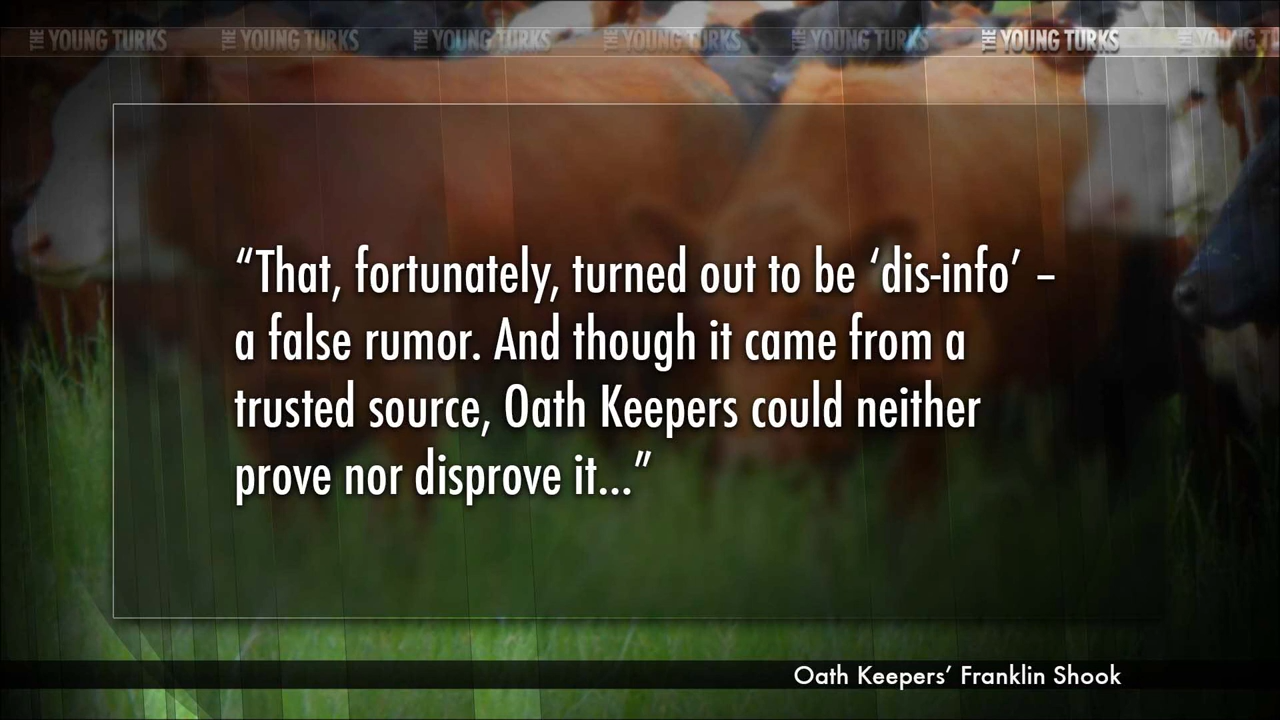 THE YOUNG TURKS THE YOUNG TURKS THE YOUNG TURKS THE YOUNG TURKS THE YOUNG TURKS THE YOUNG TURKS THE YOUNG T
“That, fortunately, turned out to be ‘dis-info’ –
a false rumor. And though it came from a
trusted source, Oath Keepers could neither
prove nor disprove it...”
Oath Keepers’ Franklin Shook